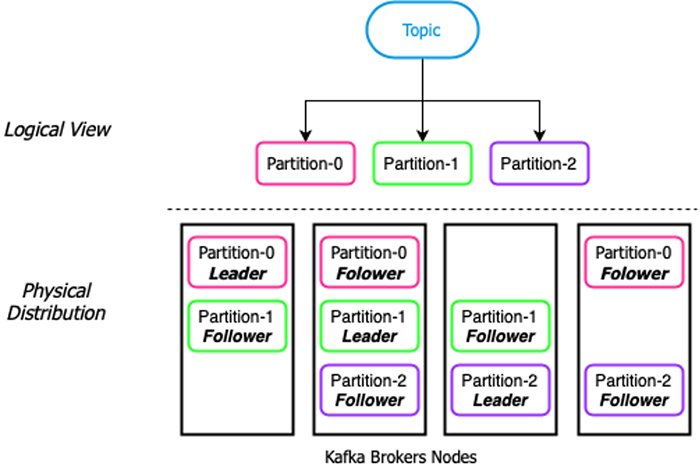 Topic
Logical View
Partition-0
Partition-1
Partition-2
Physical
Distribution
Partition-0
Leader
Partition-1
Follower
Partition-0
Folower
Partition-1
Leader
Partition-2
Follower
Partition-1
Follower
Partition-2
Leader
Partition-0
Folower
Partition-2
Follower
Kafka Brokers Nodes